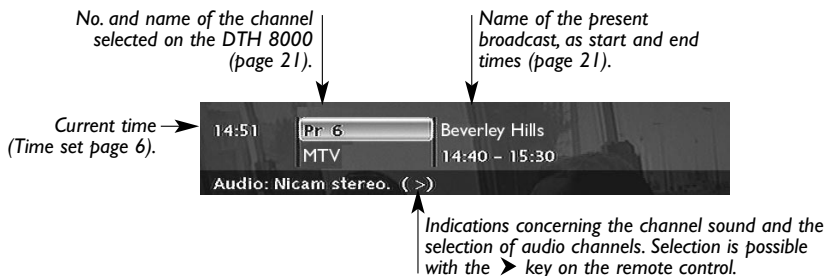 No. and name of the channel
selected on the DTH 8000
(page 21).
Name of the present
broadcast, as start and end
times (page 21).
Current time
(Time set page 6).
14:51
Pr 6
MTV
Beverley Hills
14:40 - 15:30
Audio: Nicam stereo. ( >)
Indications concerning the channel sound and the
selection of audio channels. Selection is possible
with the > key on the remote control.